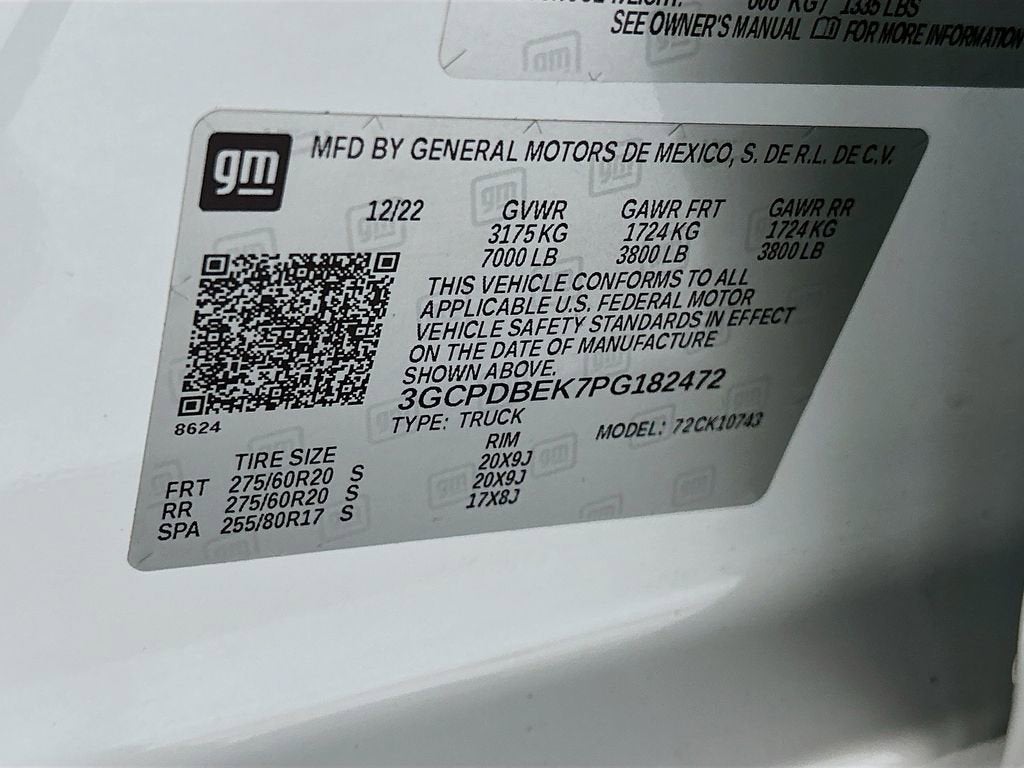 KG / 1335 LBS
SEE OWNER'S MANUAL FOR MORE INFORMATION
gm
MFD BY GENERAL MOTORS DE MEXICO, S. DE R.L. DE C.V.
12/22 GVWR GAWR FRT GAWR RR
3175 KG 1724 KG 1724 KG
7000 LB 3800 LB 3800 LB
THIS VEHICLE CONFORMS TO ALL
APPLICABLE U.S. FEDERAL MOTOR
VEHICLE SAFETY STANDARDS IN EFFECT
ON THE DATE OF MANUFACTURE
SHOWN ABOVE.
3GCPDBEK7PG182472
8624
TYPE: TRUCK MODEL: 72CK10743
TIRE SIZE RIM
FRT 275/60R20 S 20X9J
RR 275/60R20 S 20X9J
SPA 255/80R17 S 17X8J